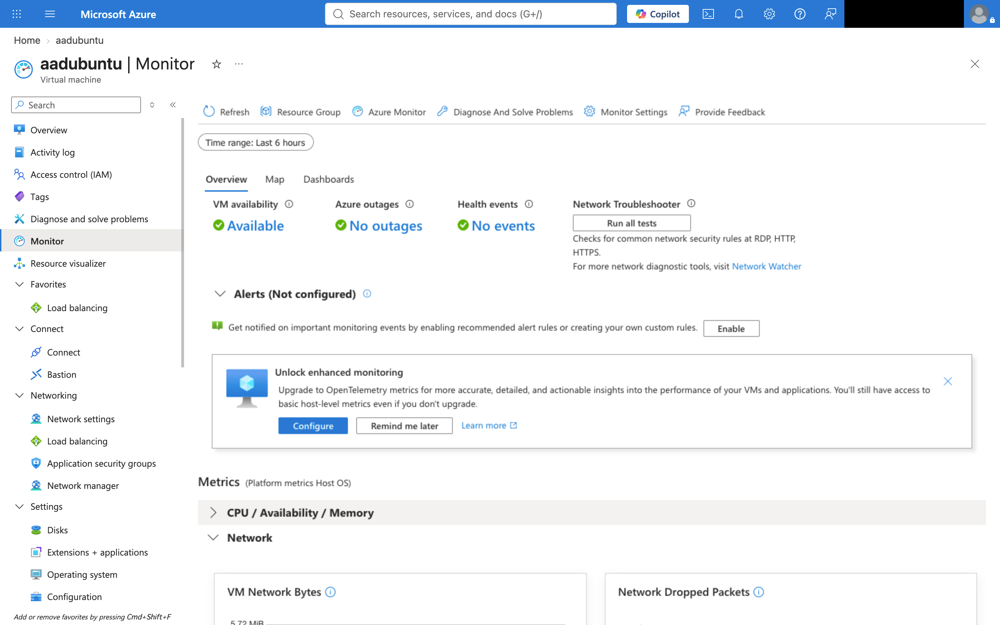 Microsoft Azure
Search resources, services, and docs (G+/)
Copilot
Home > aadubuntu
aadubuntu | Monitor
Virtual machine
Search
Overview
Activity log
Access control (IAM)
Tags
Diagnose and solve problems
Monitor
Resource visualizer
Favorites
Load balancing
Connect
Connect
Bastion
Networking
Network settings
Load balancing
Application security groups
Network manager
Settings
Disks
Extensions + applications
Operating system
Configuration
Add or remove favorites by pressing Cmd+Shift+F
Refresh
Resource Group
Azure Monitor
Diagnose And Solve Problems
Monitor Settings
Provide Feedback
Time range: Last 6 hours
Overview
Map
Dashboards
VM availability
Available
Azure outages
No outages
Health events
No events
Network Troubleshooter
Run all tests
Checks for common network security rules at RDP, HTTP,
HTTPS.
For more network diagnostic tools, visit Network Watcher
Alerts (Not configured)
Get notified on important monitoring events by enabling recommended alert rules or creating your own custom rules.
Enable
Unlock enhanced monitoring
Upgrade to OpenTelemetry metrics for more accurate, detailed, and actionable insights into the performance of your VMs and applications. You'll still have access to
basic host-level metrics even if you don't upgrade.
Configure
Remind me later
Learn more
Metrics (Platform metrics Host OS)
CPU / Availability / Memory
Network
VM Network Bytes
5.72 MiB
Network Dropped Packets